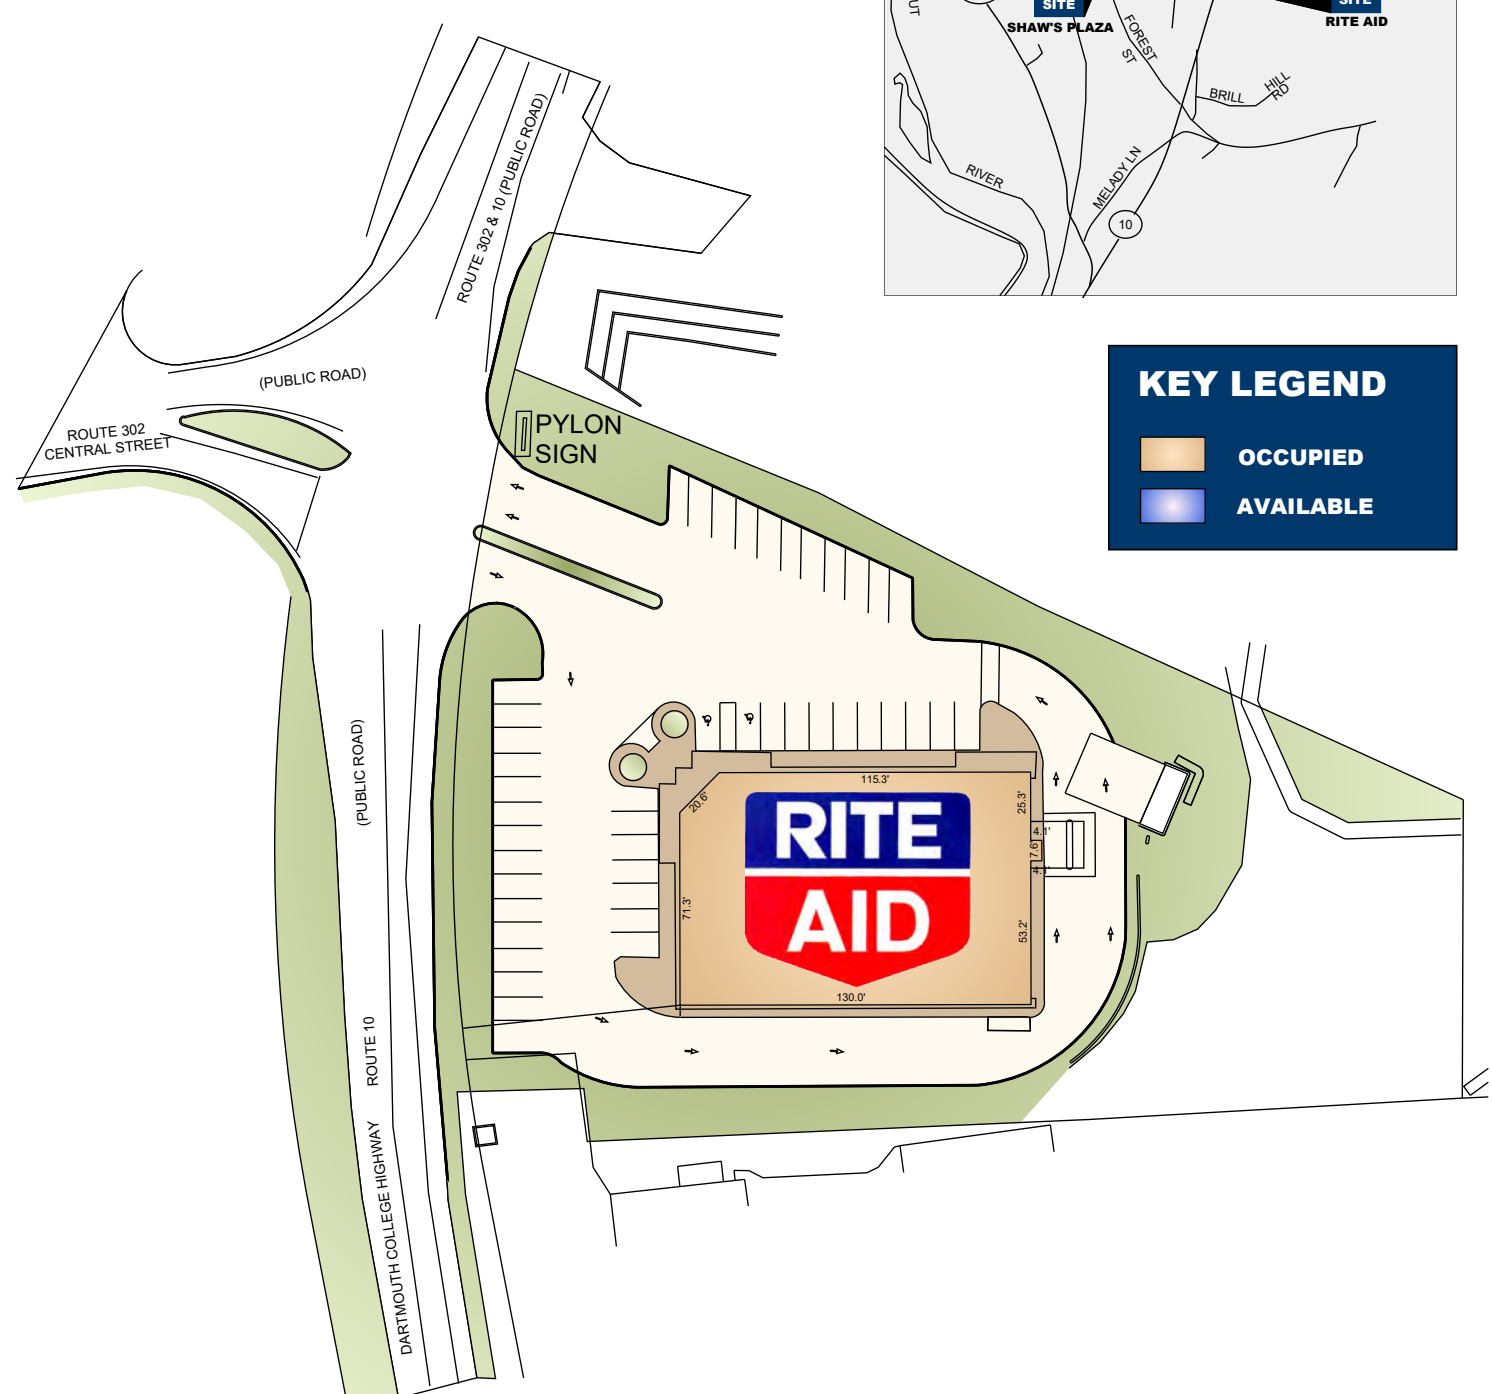 SITE
SHAW'S PLAZA
SITE
RITE AID
UT
FOREST
ST
BRILL
HILL
RD
RIVER
MELADY LN
10
ROUTE 302 & 10 (PUBLIC ROAD)
(PUBLIC ROAD)
ROUTE 302
CENTRAL STREET
PYLON
SIGN
KEY LEGEND
OCCUPIED
AVAILABLE
(PUBLIC ROAD)
ROUTE 10
DARTMOUTH COLLEGE HIGHWAY
115.3'
20.6'
25.3'
4.1'
7.6'
4.1'
71.3'
53.2'
130.0'
RITE
AID